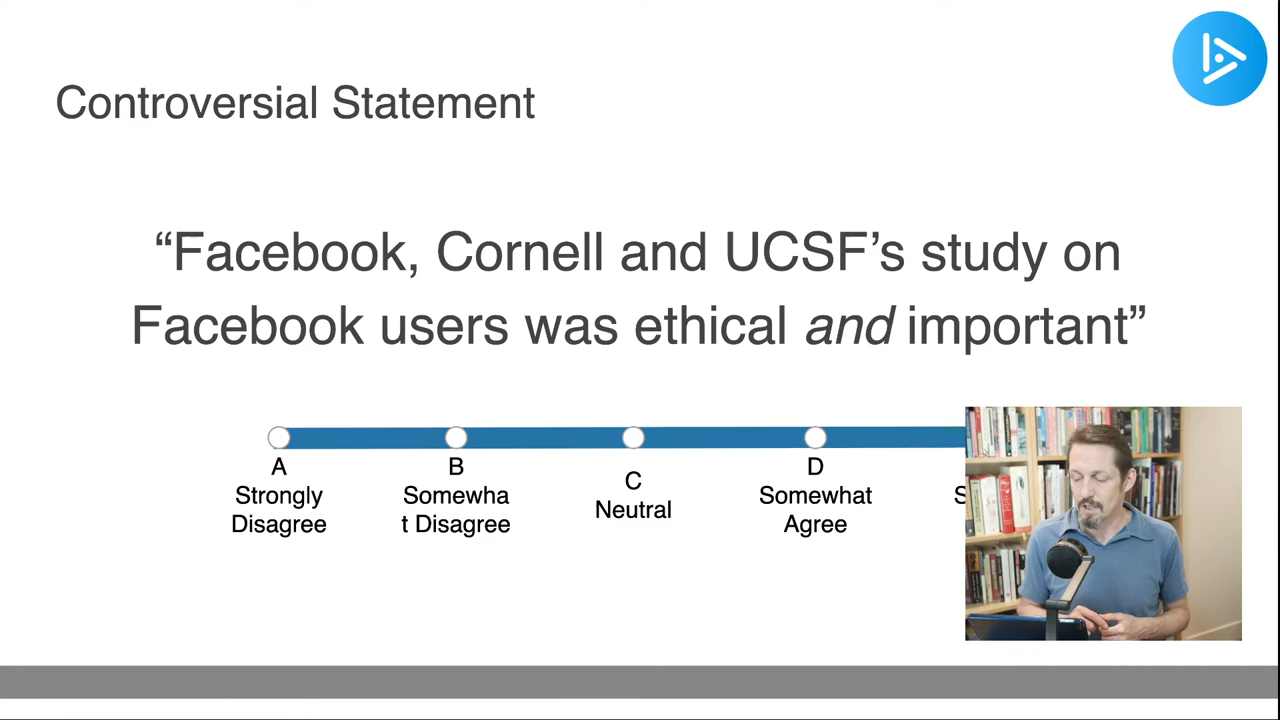 Controversial Statement
“Facebook, Cornell and UCSF’s study on
Facebook users was ethical and important”
A
Strongly
Disagree
B
Somewha
t Disagree
C
Neutral
D
Somewhat
Agree
S